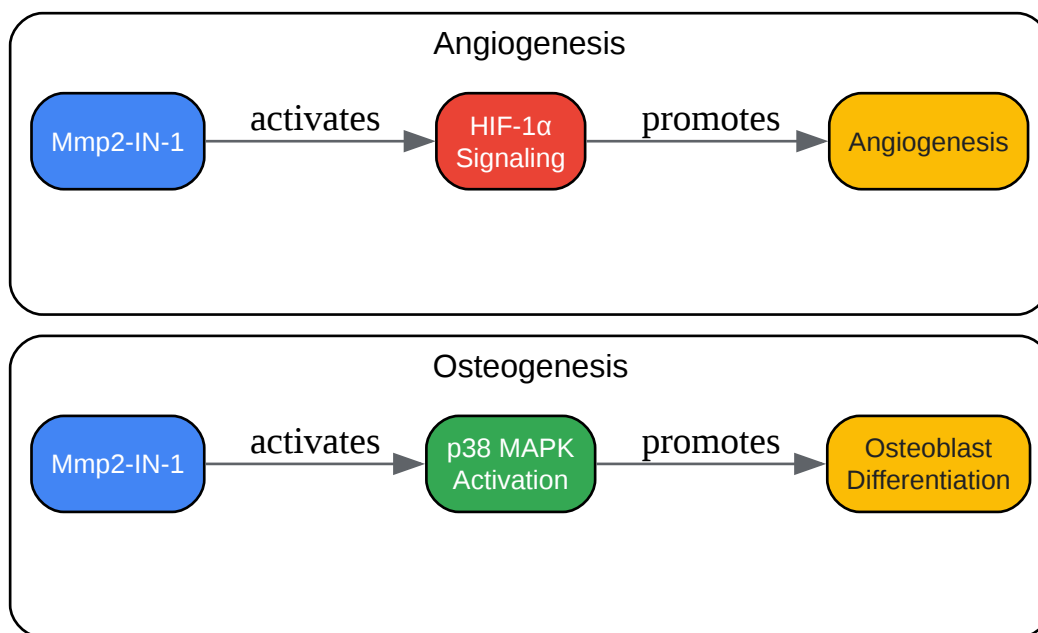 Angiogenesis
Mmp2-IN-1
activates
HIF-1α
Signaling
promotes
Angiogenesis
Osteogenesis
Mmp2-IN-1
activates
p38 MAPK
Activation
promotes
Osteoblast
Differentiation